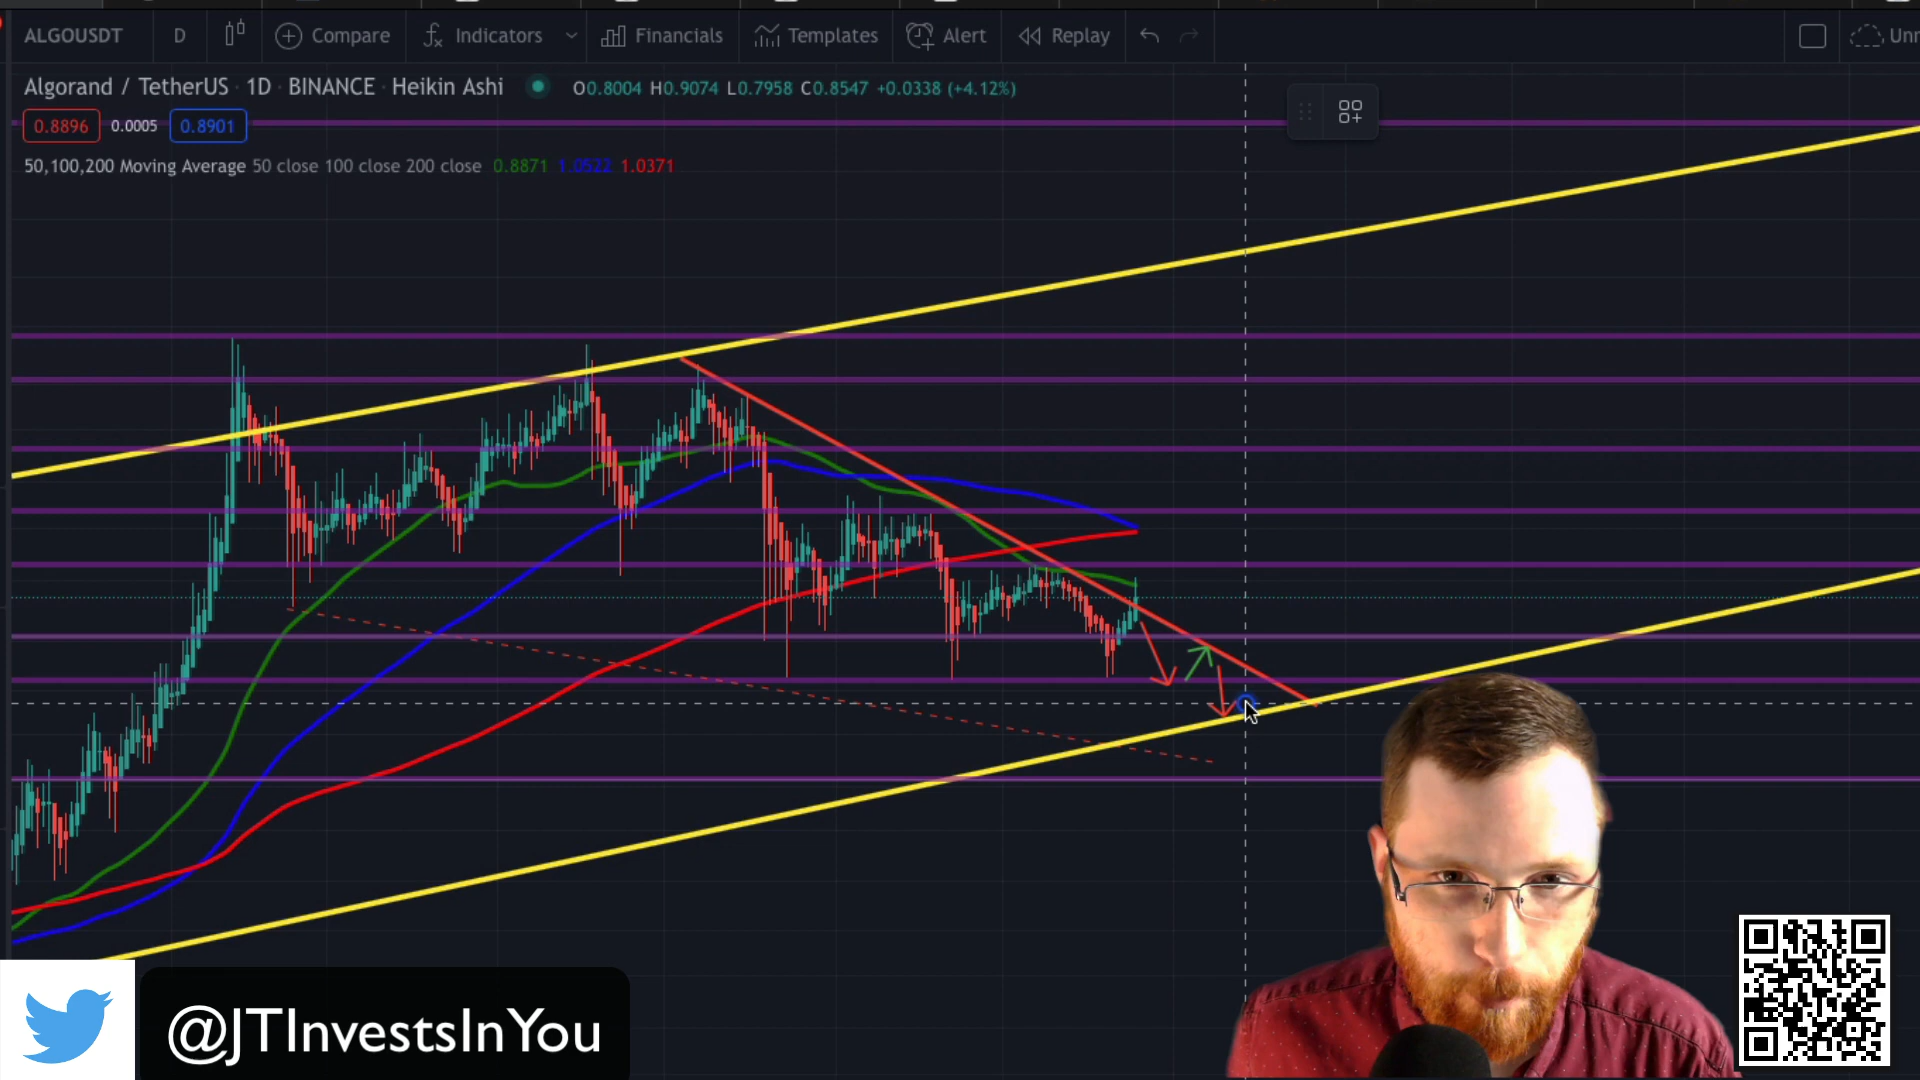 ALGOUSDT D Compare Indicators Financials Templates Alert Replay
Algorand / TetherUS · 1D · BINANCE · Heikin Ashi O0.8004 H0.9074 L0.7958 C0.8547 +0.0338 (+4.12%)
0.8896 0.0005 0.8901
50,100,200 Moving Average 50 close 100 close 200 close 0.8871 1.0522 1.0371
@JTInvestsInYou